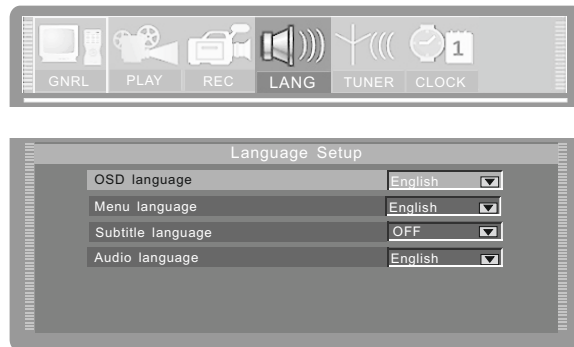 GNRL PLAY REC LANG TUNER CLOCK
1
Language Setup
OSD language English
Menu language English
Subtitle language OFF
Audio language English